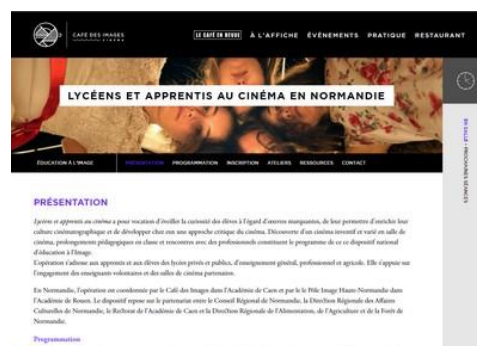 CAFÉ DES IMAGES
CINÉMA
LE CAFÉ EN REVUE À L'AFFICHE ÉVÉNEMENTS PRATIQUE RESTAURANT
LYCÉENS ET APPRENTIS AU CINÉMA EN NORMANDIE
ÉDUCATION À L'IMAGE PRÉSENTATION PROGRAMMATION INSCRIPTION ATELIERS RESSOURCES CONTACT
EN SALLE • PROCHAINES SÉANCES
PRÉSENTATION
Lycéens et apprentis au cinéma a pour vocation d'éveiller la curiosité des élèves à l'égard d'œuvres marquantes, de leur permettre d'enrichir leur
culture cinématographique et de développer chez eux une approche critique du cinéma. Découverte d'un cinéma inventif et varié en salle de
cinéma, prolongements pédagogiques en classe et rencontres avec des professionnels constituent le programme de ce dispositif national
d'éducation à l'Image.
L'opération s'adresse aux apprentis et aux élèves des lycées privés et publics, d'enseignement général, professionnel et agricole. Elle s'appuie sur
l'engagement des enseignants volontaires et des salles de cinéma partenaires.
En Normandie, l'opération est coordonnée par le Café des Images dans l'Académie de Caen et par le Pôle Image Haute-Normandie dans
l'Académie de Rouen. Le dispositif repose sur le partenariat entre le Conseil Régional de Normandie, la Direction Régionale des Affaires
Culturelles de Normandie, le Rectorat de l'Académie de Caen et la Direction Régionale de l'Alimentation, de l'Agriculture et de la Forêt de
Normandie.
Programmation